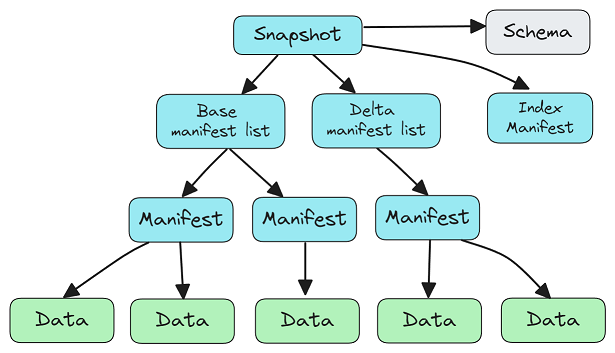 Snapshot
Schema
Base
manifest list
Delta
manifest list
Index
Manifest
Manifest
Manifest
Manifest
Data
Data
Data
Data
Data